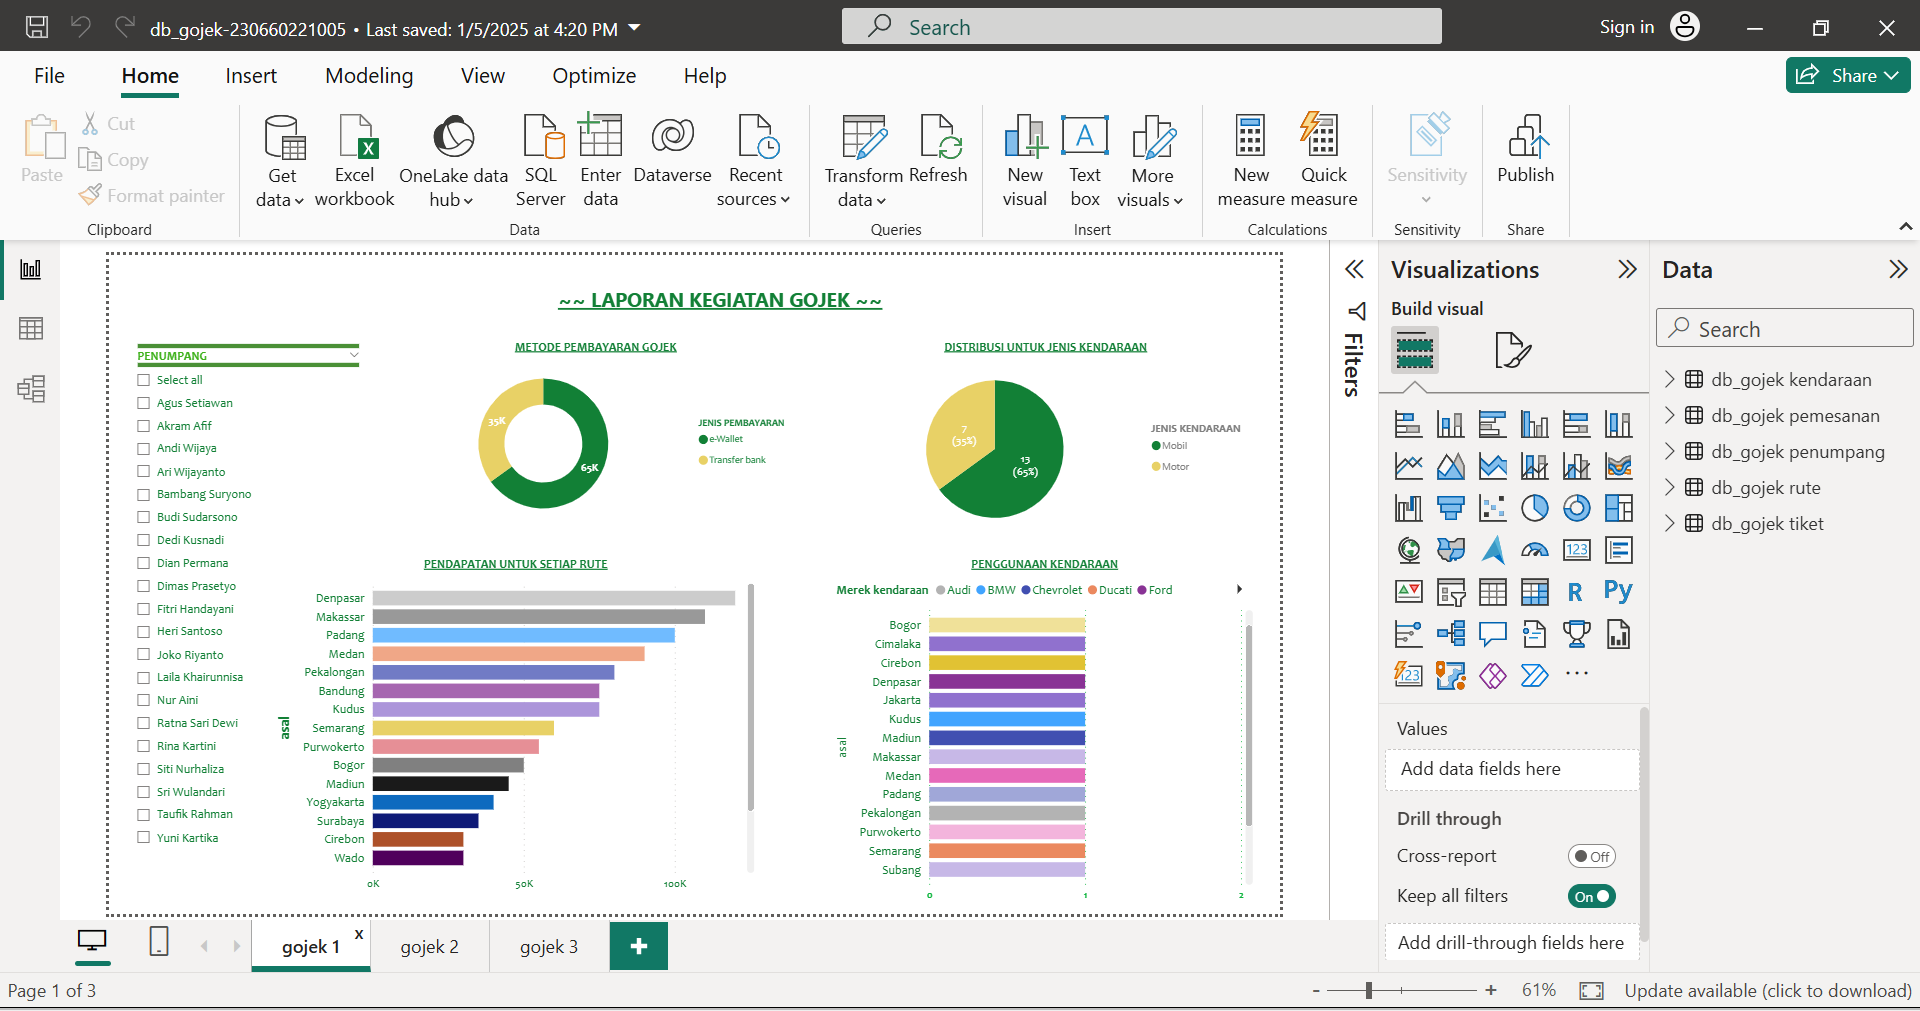 db_gojek-230660221005 • Last saved: 1/5/2025 at 4:20 PM
Search
Sign in
File
Home
Insert
Modeling
View
Optimize
Help
Share
Paste
Cut
Copy
Format painter
Clipboard
Get data
Excel workbook
OneLake data hub
SQL Server
Enter data
Dataverse
Recent sources
Data
Transform data
Refresh
Queries
New visual
Text box
More visuals
Insert
New measure
Quick measure
Calculations
Sensitivity
Sensitivity
Publish
Share
~~ LAPORAN KEGIATAN GOJEK ~~
PENUMPANG
Select all
Agus Setiawan
Akram Afif
Andi Wijaya
Ari Wijayanto
Bambang Suryono
Budi Sudarsono
Dedi Kusnadi
Dian Permana
Dimas Prasetyo
Fitri Handayani
Heri Santoso
Joko Riyanto
Laila Khairunnisa
Nur Aini
Ratna Sari Dewi
Rina Kartini
Siti Nurhaliza
Sri Wulandari
Taufik Rahman
Yuni Kartika
METODE PEMBAYARAN GOJEK
35K
65K
JENIS PEMBAYARAN
e-Wallet
Transfer bank
DISTRIBUSI UNTUK JENIS KENDARAAN
7
(35%)
13
(65%)
JENIS KENDARAAN
Mobil
Motor
PENDAPATAN UNTUK SETIAP RUTE
asal
Denpasar
Makassar
Padang
Medan
Pekalongan
Bandung
Kudus
Semarang
Purwokerto
Bogor
Madiun
Yogyakarta
Surabaya
Cirebon
Wado
0K 50K 100K
PENGGUNAAN KENDARAAN
Merek kendaraan Audi BMW Chevrolet Ducati Ford
asal
Bogor
Cimalaka
Cirebon
Denpasar
Jakarta
Kudus
Madiun
Makassar
Medan
Padang
Pekalongan
Purwokerto
Semarang
Subang
0 1 2
Filters
Visualizations
Build visual
123
R
Py
123
Values
Add data fields here
Drill through
Cross-report
Off
Keep all filters
On
Add drill-through fields here
Data
Search
db_gojek kendaraan
db_gojek pemesanan
db_gojek penumpang
db_gojek rute
db_gojek tiket
gojek 1
x
gojek 2
gojek 3
+
Page 1 of 3
- + 61%
Update available (click to download)